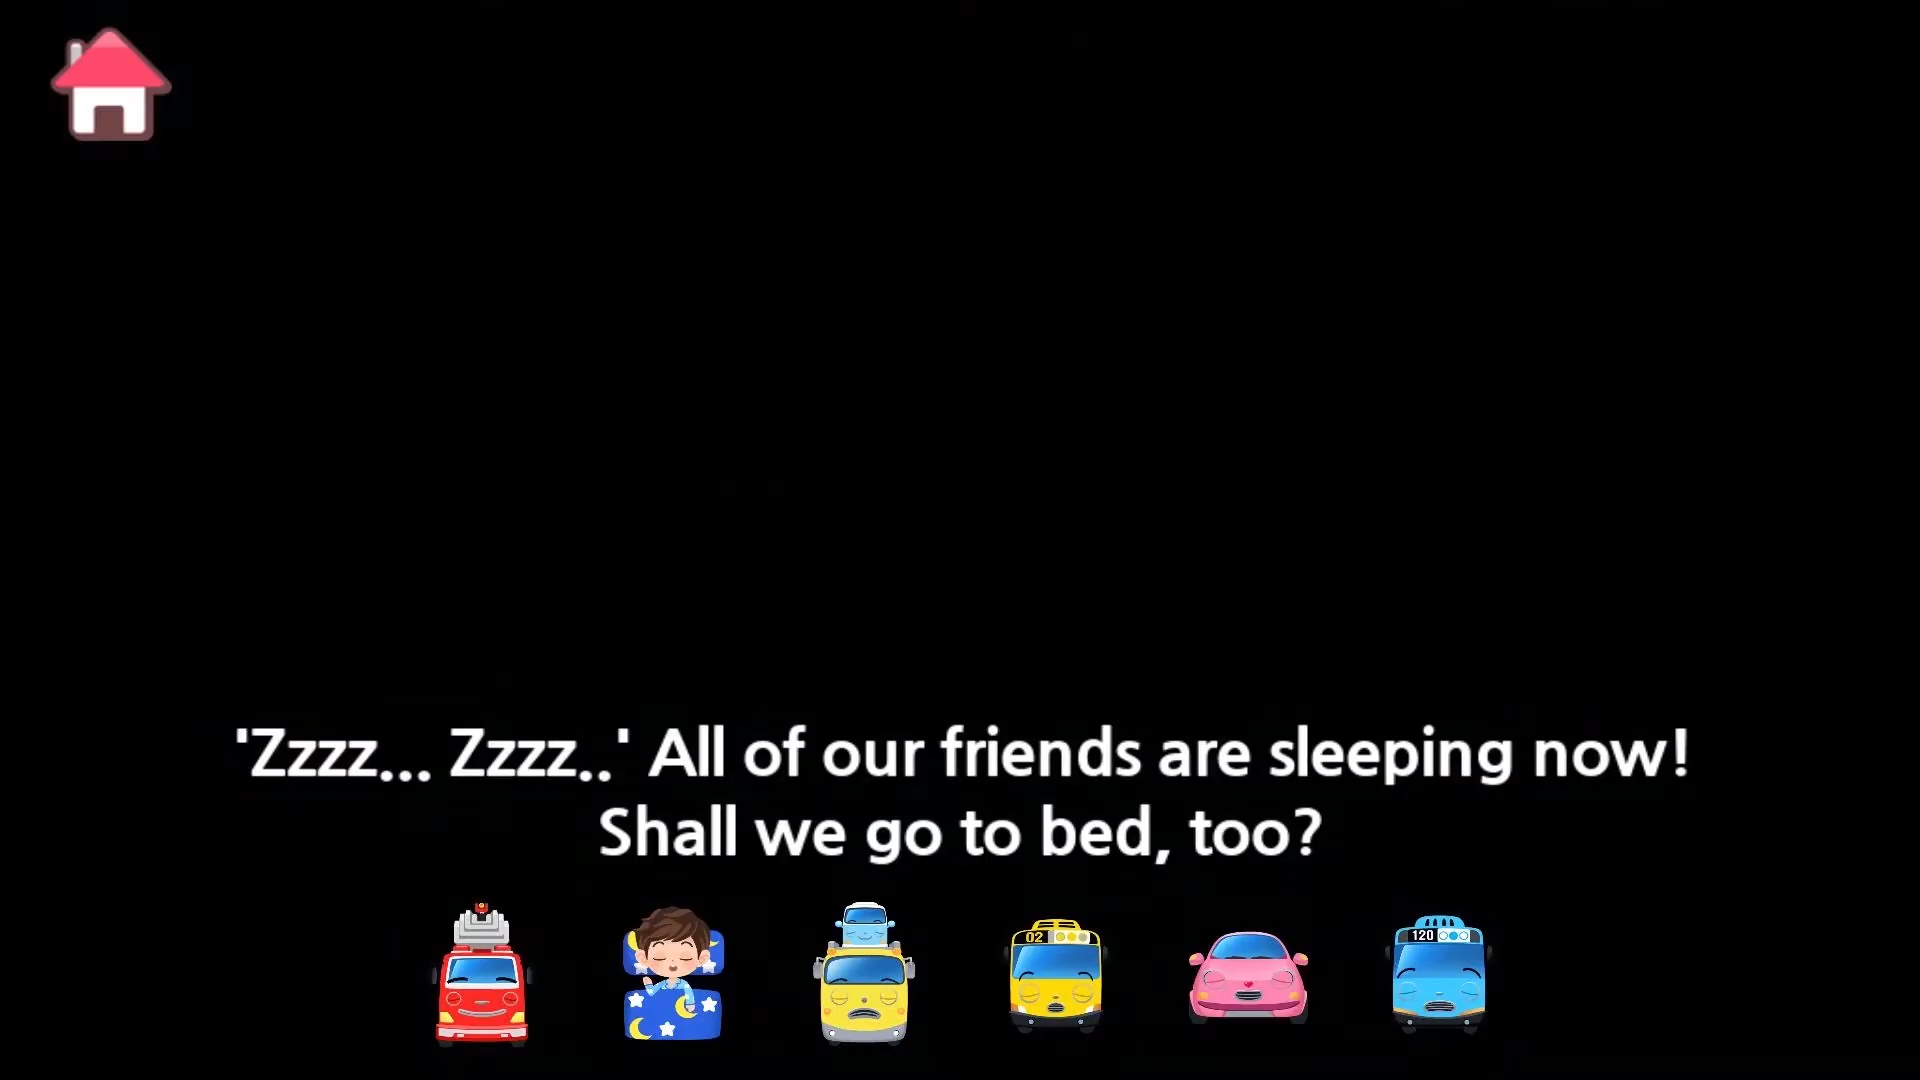 'Zzzz... Zzzz..' All of our friends are sleeping now!
Shall we go to bed, too?
02
120